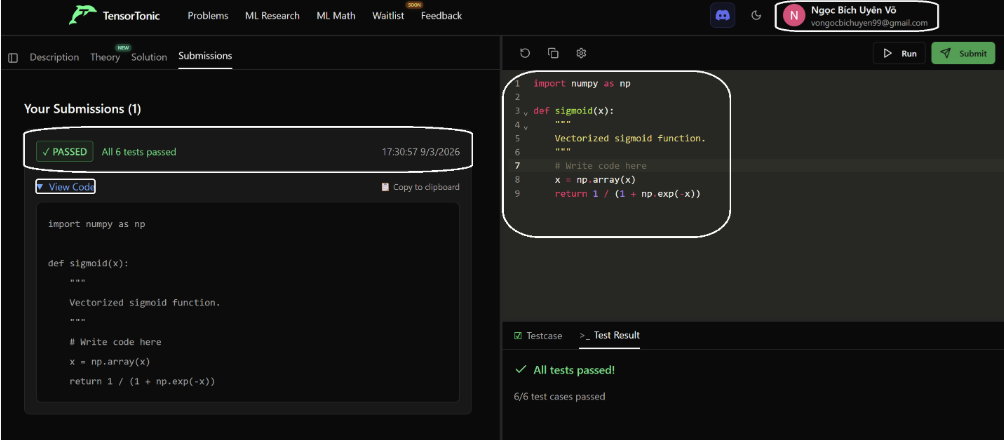 TensorTonic
Problems
ML Research
ML Math
Waitlist
SOON
Feedback
N
Ngọc Bích Uyên Võ
vongocbichuyen99@gmail.com
Description
Theory
NEW
Solution
Submissions
Run
Submit
Your Submissions (1)
✓ PASSED
All 6 tests passed
17:30:57 9/3/2026
▼ View Code
Copy to clipboard
import numpy as np
def sigmoid(x):
"""
Vectorized sigmoid function.
"""
# Write code here
x = np.array(x)
return 1 / (1 + np.exp(-x))
1 import numpy as np
2
3 def sigmoid(x):
4     """
5     Vectorized sigmoid function.
6     """
7     # Write code here
8     x = np.array(x)
9     return 1 / (1 + np.exp(-x))
Testcase
>_ Test Result
✓ All tests passed!
6/6 test cases passed